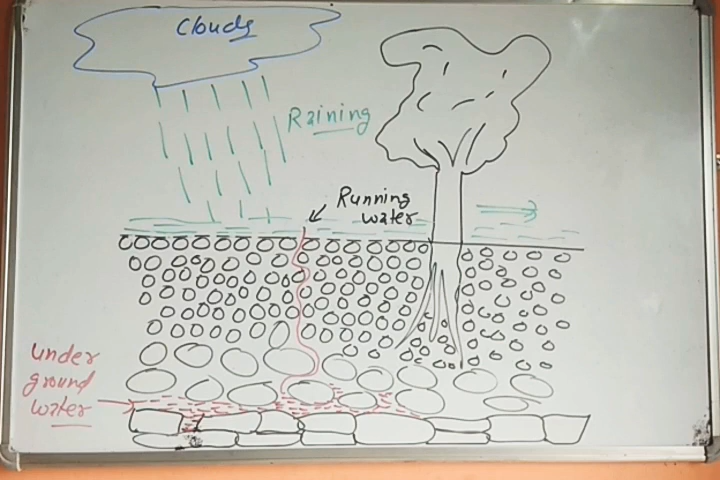 Clouds
Raining
Running
water
under
ground
water